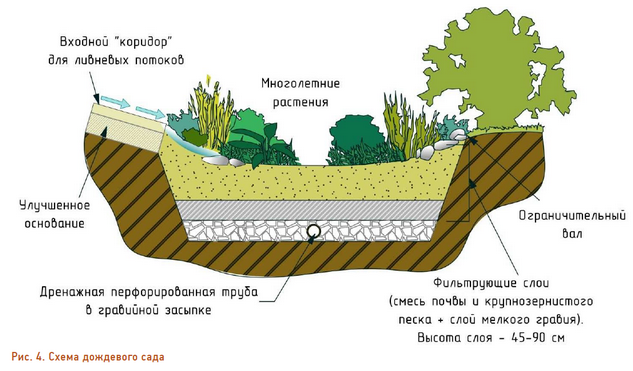 Входной "коридор"
для ливневых потоков
Многолетние
растения
Улучшенное
основание
Ограничительный
вал
Дренажная перфорированная труба
в гравийной засыпке
Фильтрующие слои
(смесь почвы и крупнозернистого
песка + слой мелкого гравия).
Высота слоя - 45-90 см
Рис. 4. Схема дождевого сада